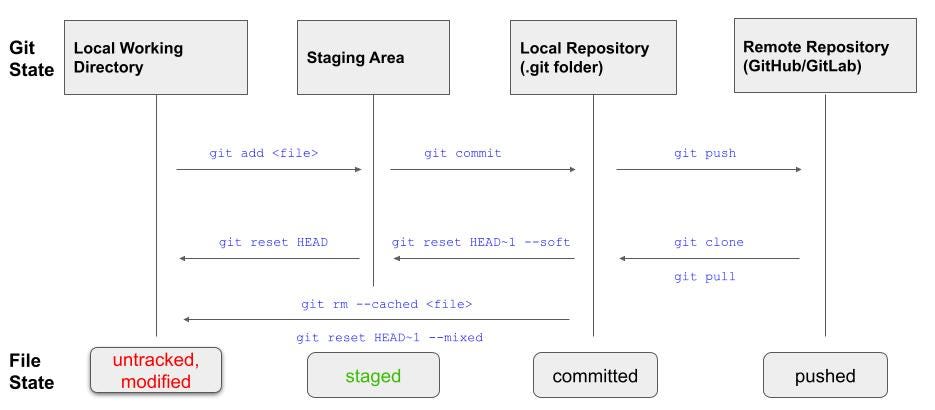 Git
State
Local Working
Directory
Staging Area
Local Repository
(.git folder)
Remote Repository
(GitHub/GitLab)
git add <file>
git commit
git push
git reset HEAD
git reset HEAD~1 --soft
git clone
git pull
git rm --cached <file>
git reset HEAD~1 --mixed
File
State
untracked,
modified
staged
committed
pushed